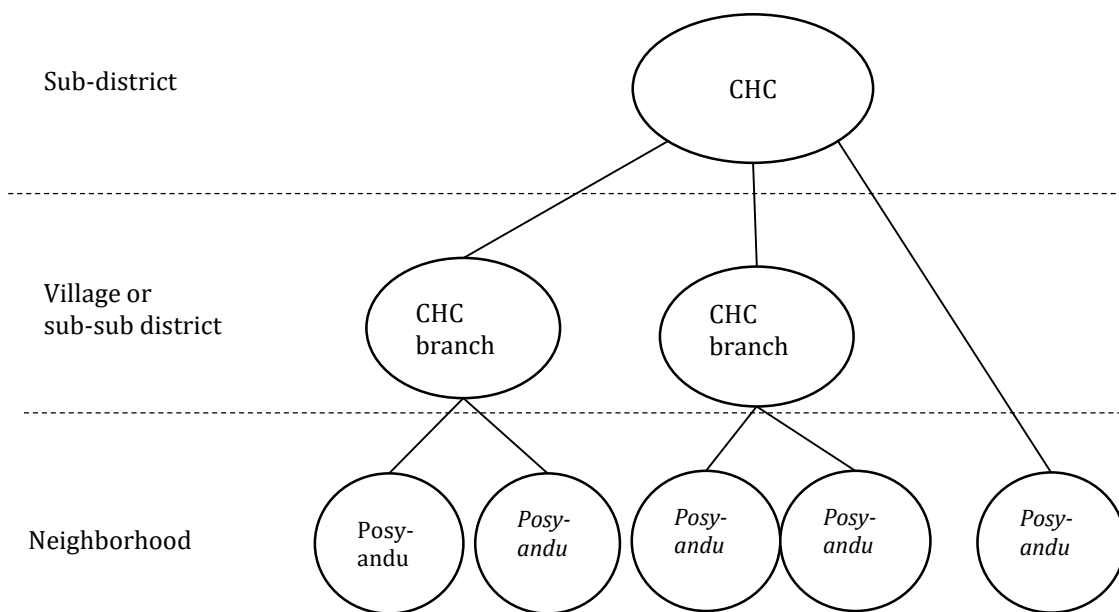 Sub-district
CHC
Village or
sub-sub district
CHC
branch
CHC
branch
Neighborhood
Posy-
andu
Posy-
andu
Posy-
andu
Posy-
andu
Posy-
andu